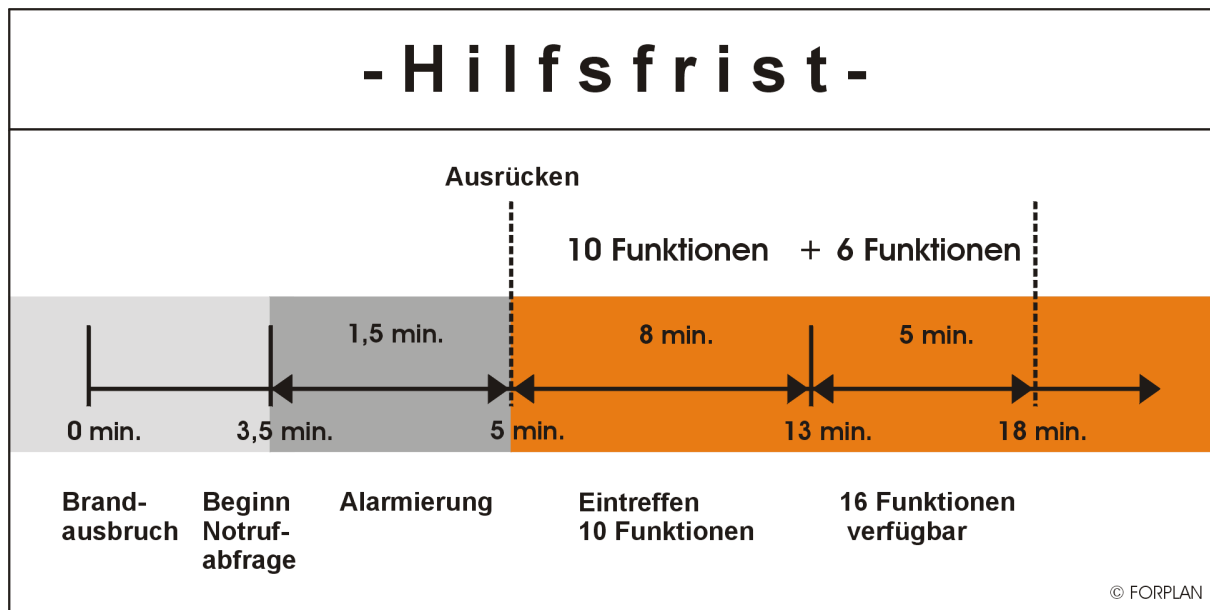 - H i l f s f r i s t -
Ausrücken
10 Funktionen + 6 Funktionen
1,5 min. 8 min. 5 min.
0 min. 3,5 min. 5 min. 13 min. 18 min.
Brand-
ausbruch
Beginn
Notruf-
abfrage
Alarmierung
Eintreffen
10 Funktionen
16 Funktionen
verfügbar
© FORPLAN